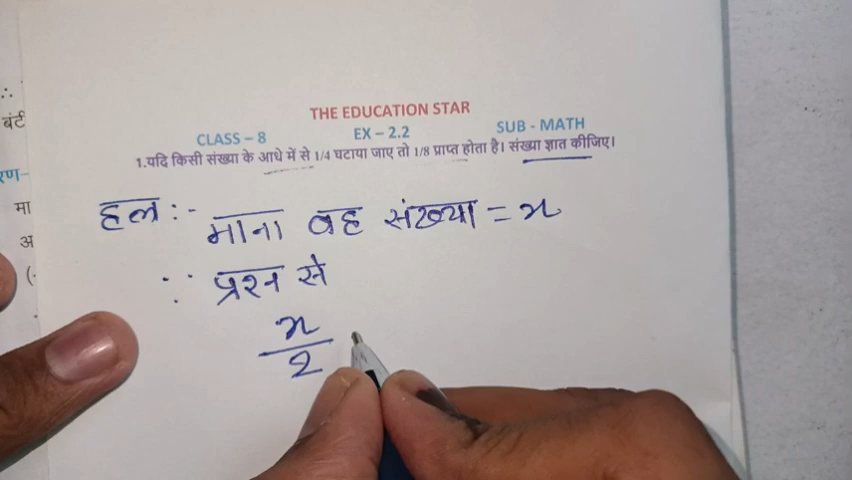 ∴
बंटी
रण-
मा
अ
(-
THE EDUCATION STAR
CLASS – 8 EX – 2.2 SUB - MATH
1.यदि किसी संख्या के आधे में से 1/4 घटाया जाए तो 1/8 प्राप्त होता है। संख्या ज्ञात कीजिए।
हल :- माना वह संख्या = x
∵ प्रश्न से
x
2